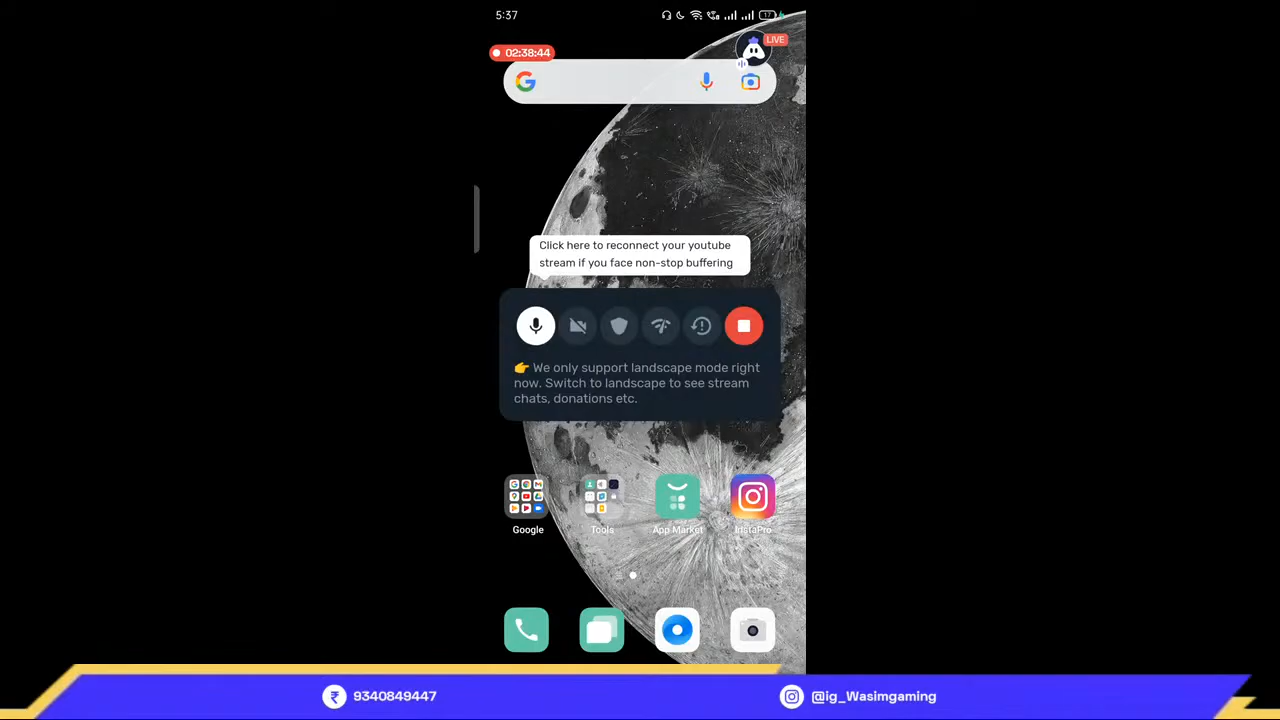 5:37
17
LIVE
02:38:44
Click here to reconnect your youtube
stream if you face non-stop buffering
👉 We only support landscape mode right
now. Switch to landscape to see stream
chats, donations etc.
Google
Tools
App Market
InstaPro
₹ 9340849447
@ig_Wasimgaming